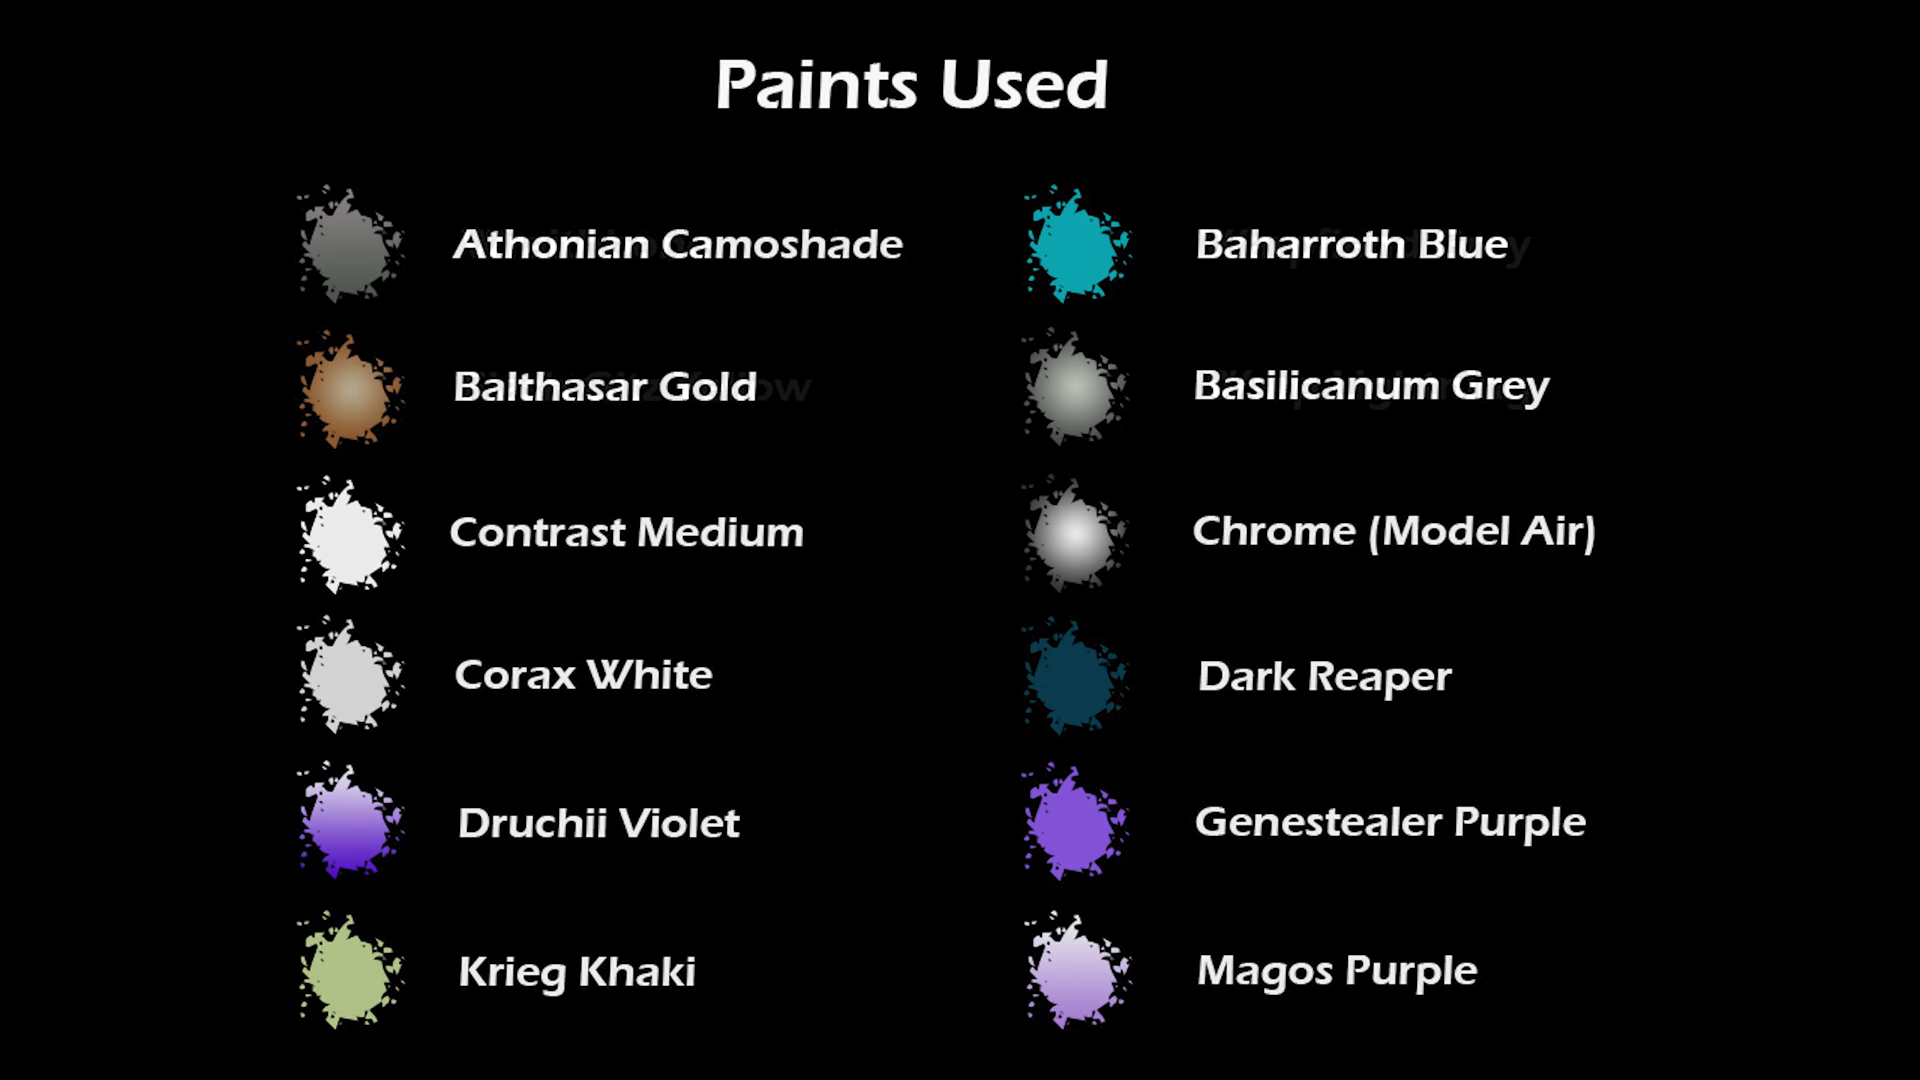 Paints Used
Athonian Camoshade
Baharroth Blue
Balthasar Gold
Basilicanum Grey
Contrast Medium
Chrome (Model Air)
Corax White
Dark Reaper
Druchii Violet
Genestealer Purple
Krieg Khaki
Magos Purple